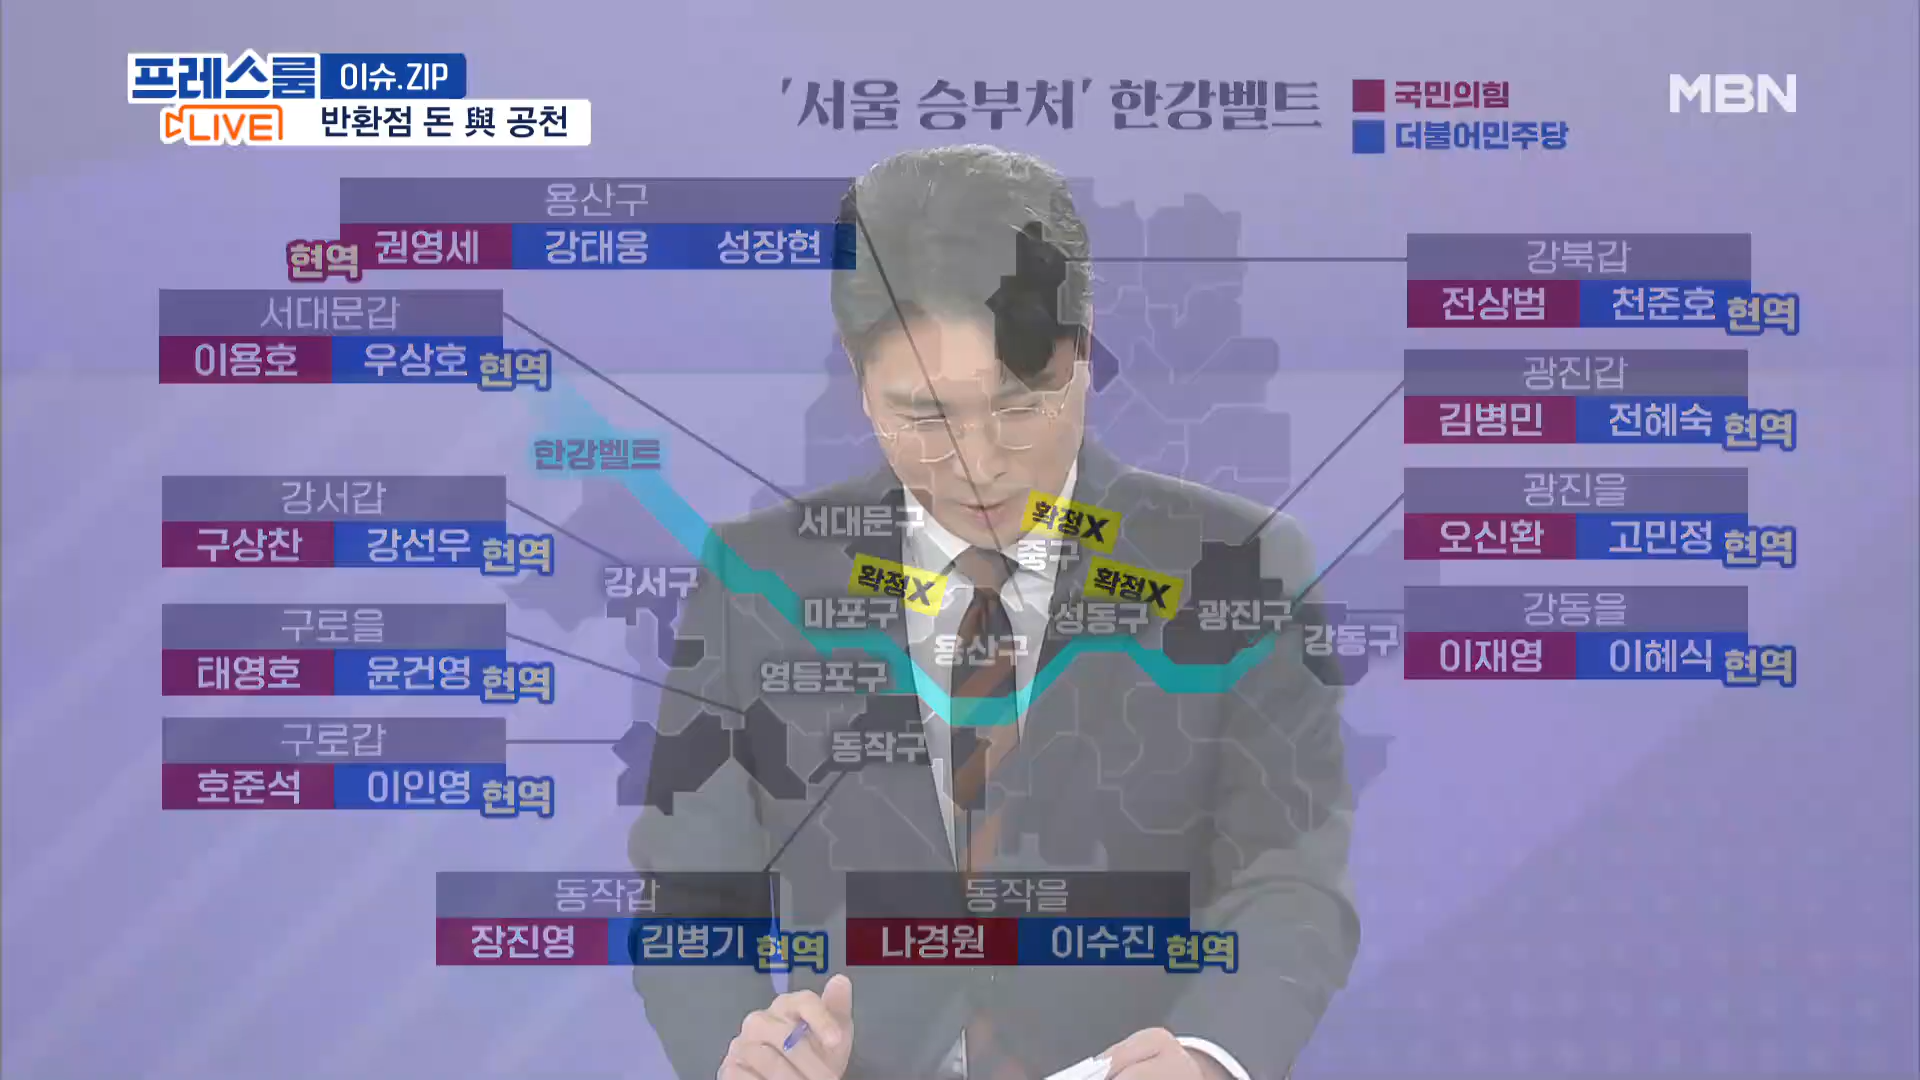 프레스룸 이슈.ZIP
LIVE 반환점 돈 與 공천
'서울 승부처' 한강벨트
국민의힘
더불어민주당
MBN
용산구
현역 권영세 강태웅 성장현
서대문갑
이용호 우상호 현역
한강벨트
강서갑
구상찬 강선우 현역
구로을
태영호 윤건영 현역
구로갑
호준석 이인영 현역
강북갑
전상범 천준호 현역
광진갑
김병민 전혜숙 현역
광진을
오신환 고민정 현역
강동을
이재영 이해식 현역
서대문구
확정X
중구
강서구
확정X
마포구
확정X
성동구
광진구
강동구
용산구
영등포구
동작구
동작갑
장진영 김병기 현역
동작을
나경원 이수진 현역